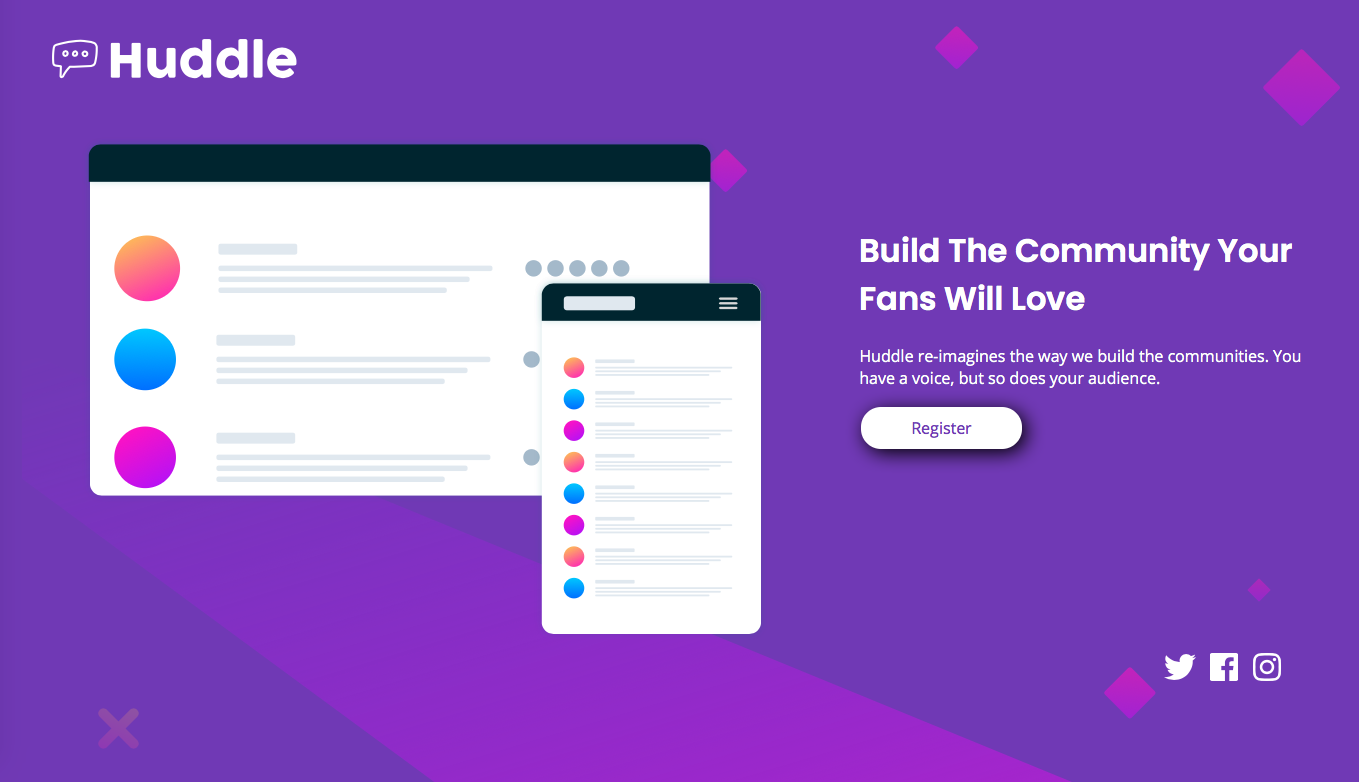 Huddle
Build The Community Your
Fans Will Love
Huddle re-imagines the way we build the communities. You
have a voice, but so does your audience.
Register